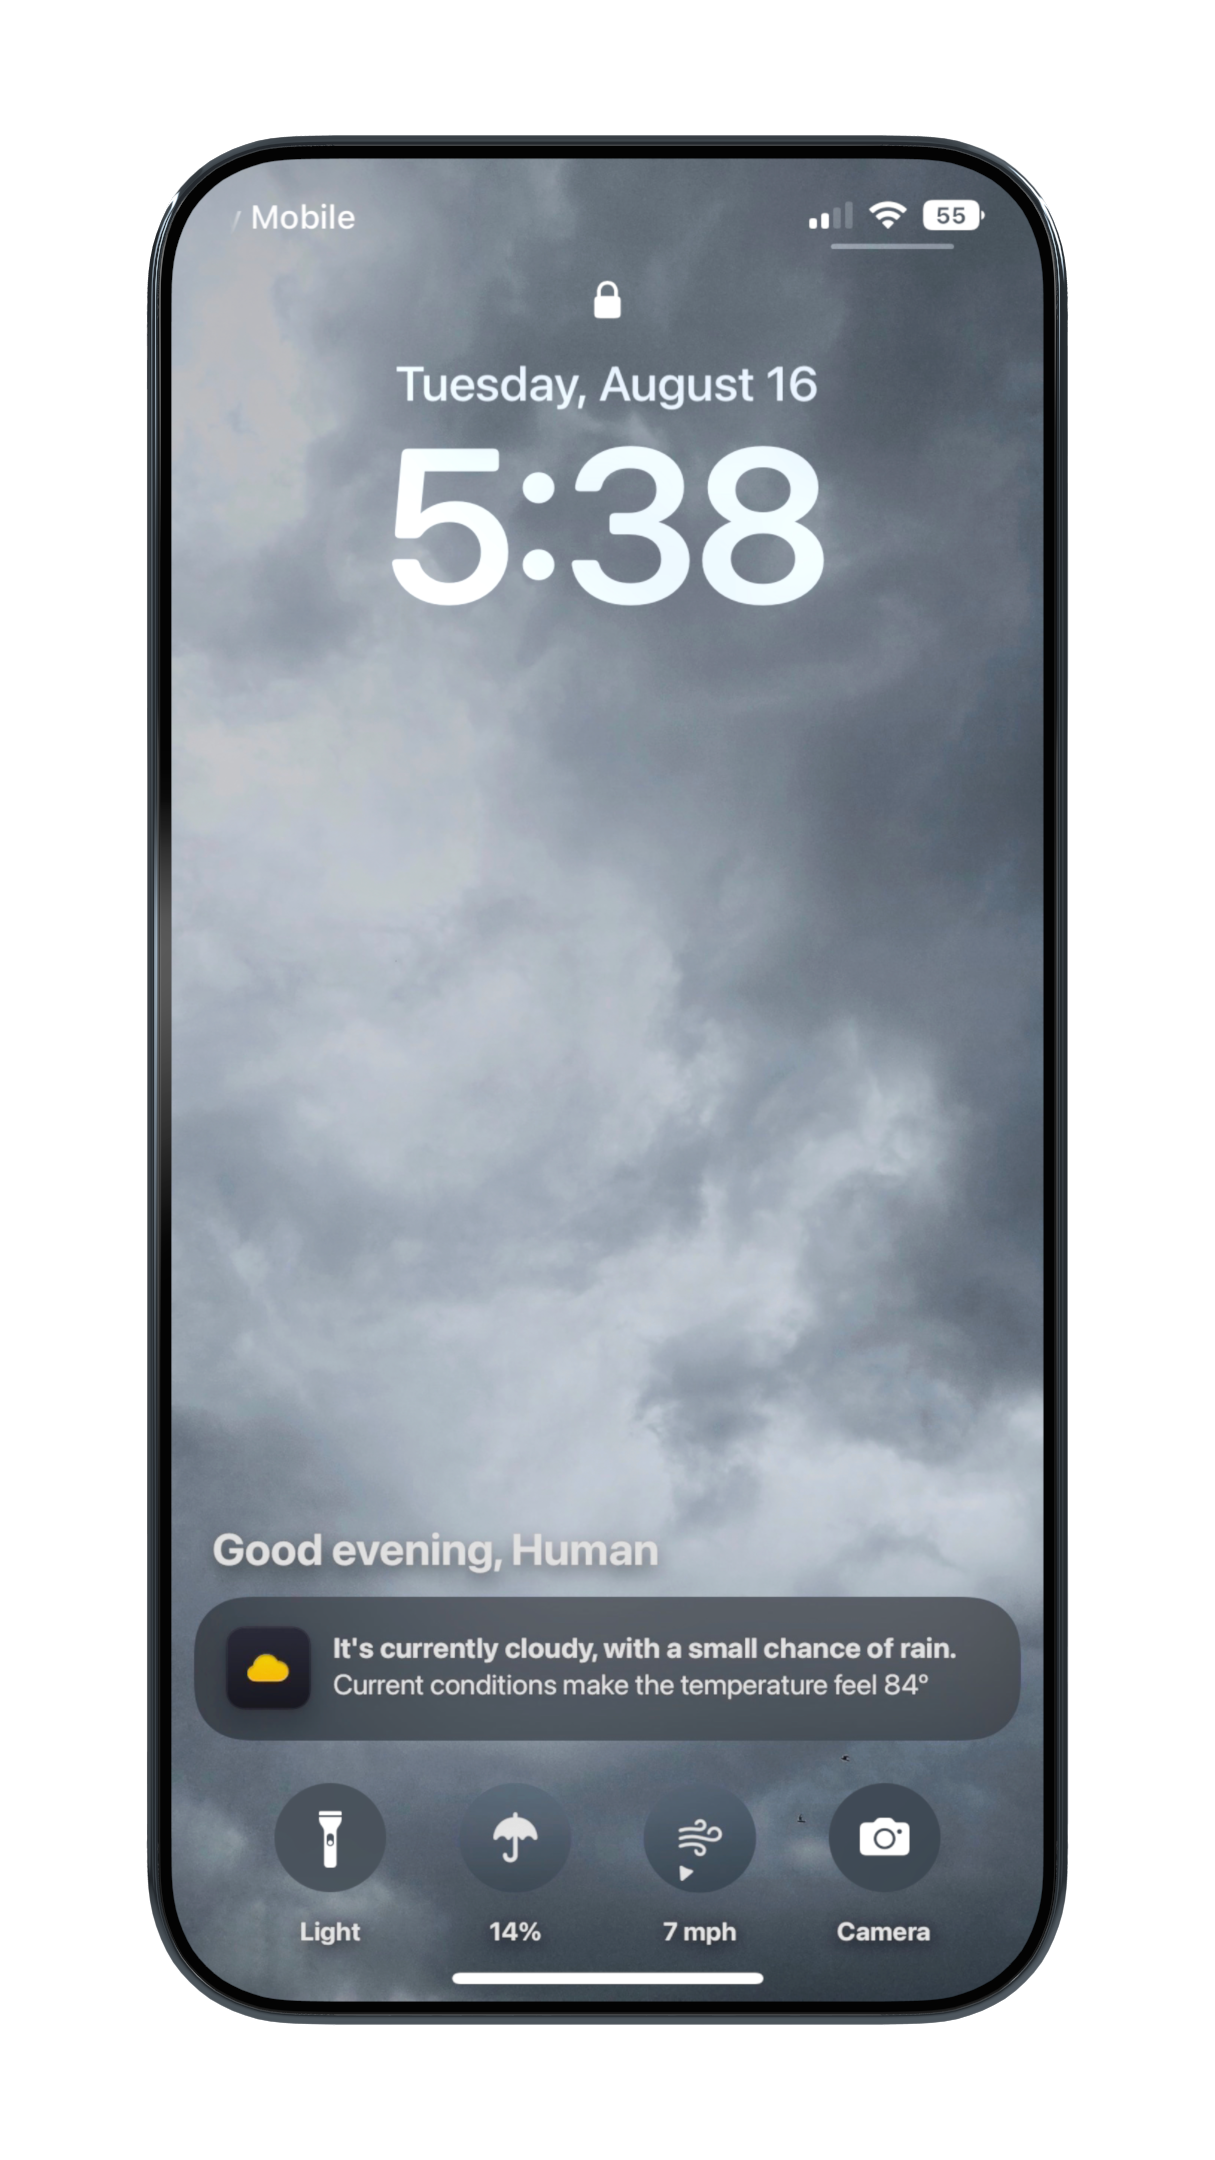 Mobile
55
Tuesday, August 16
5:38
Good evening, Human
It's currently cloudy, with a small chance of rain.
Current conditions make the temperature feel 84°
Light
14%
7 mph
Camera